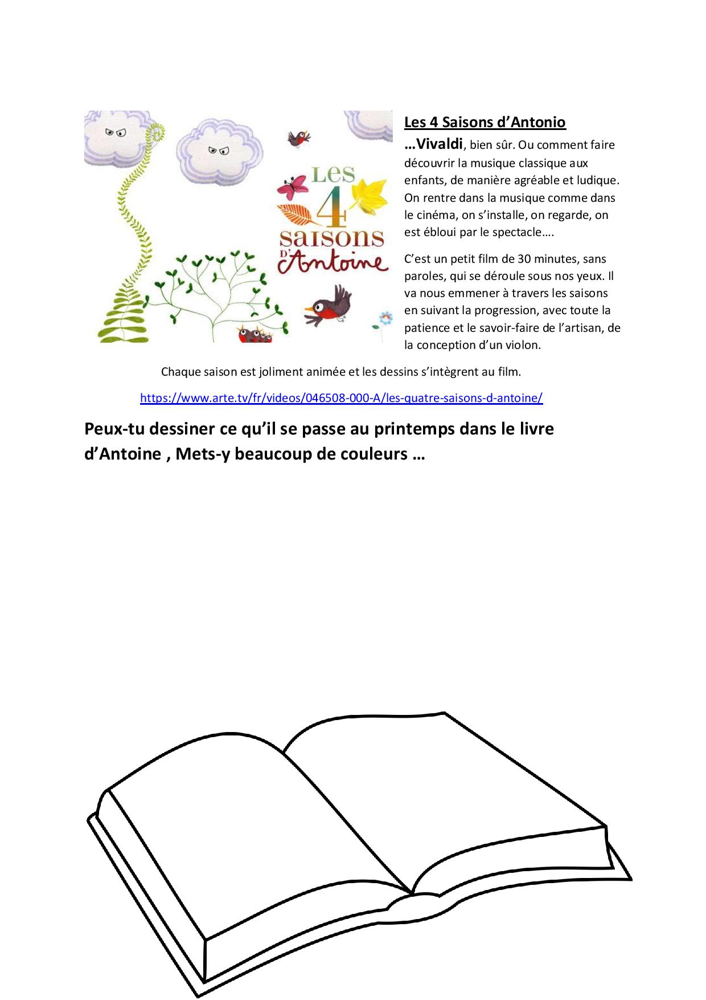 Les
4
saisons
D'Antoine
Les 4 Saisons d’Antonio
…Vivaldi, bien sûr. Ou comment faire
découvrir la musique classique aux
enfants, de manière agréable et ludique.
On rentre dans la musique comme dans
le cinéma, on s’installe, on regarde, on
est ébloui par le spectacle….
C’est un petit film de 30 minutes, sans
paroles, qui se déroule sous nos yeux. Il
va nous emmener à travers les saisons
en suivant la progression, avec toute la
patience et le savoir-faire de l’artisan, de
la conception d’un violon.
Chaque saison est joliment animée et les dessins s’intègrent au film.
https://www.arte.tv/fr/videos/046508-000-A/les-quatre-saisons-d-antoine/
Peux-tu dessiner ce qu’il se passe au printemps dans le livre
d’Antoine , Mets-y beaucoup de couleurs …